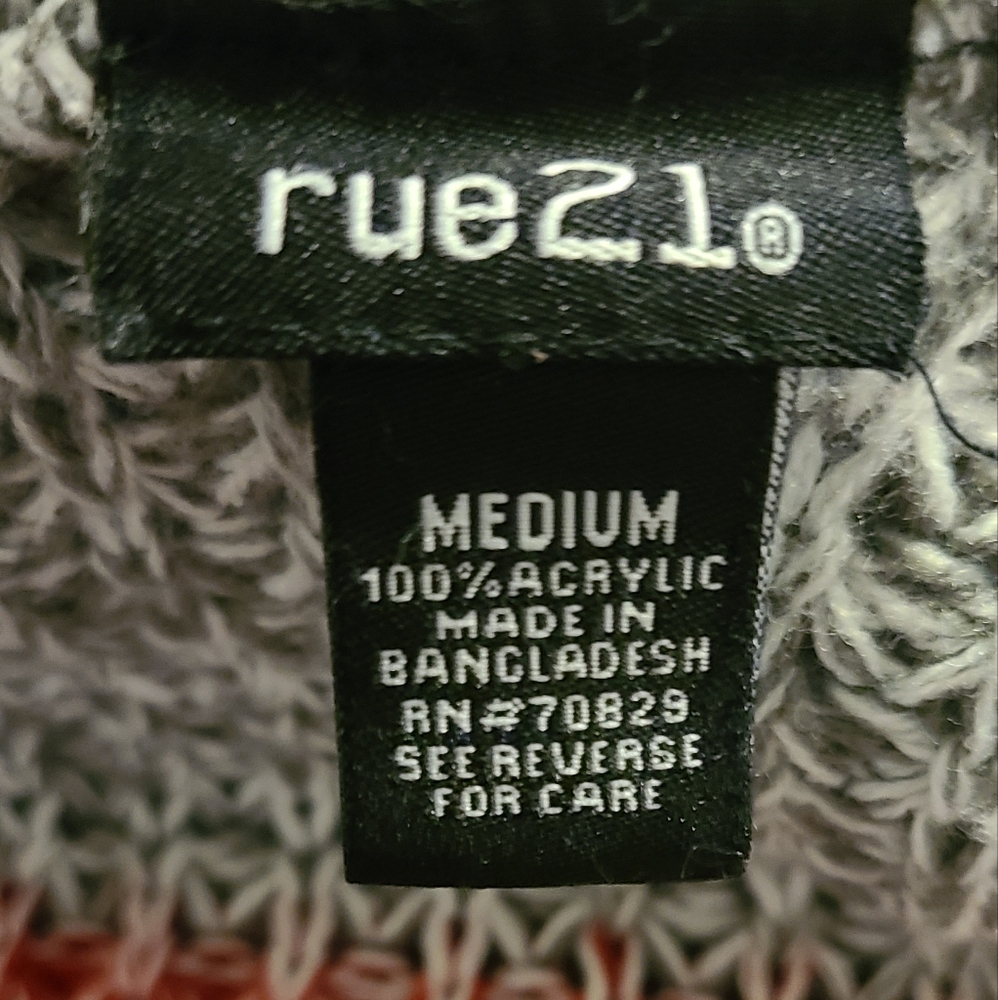 rue21®
MEDIUM
100%ACRYLIC
MADE IN
BANGLADESH
RN#70829
SEE REVERSE
FOR CARE